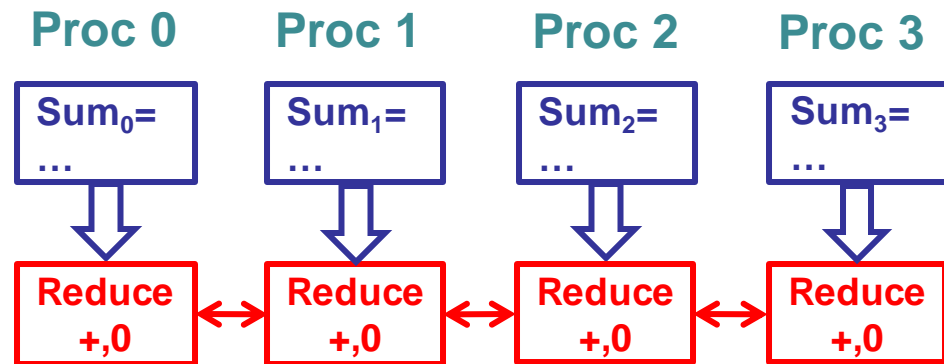 Proc 0 Proc 1 Proc 2 Proc 3
Sum₀= Sum₁= Sum₂= Sum₃=
... ... ... ...
Reduce Reduce Reduce Reduce
+,0 +,0 +,0 +,0